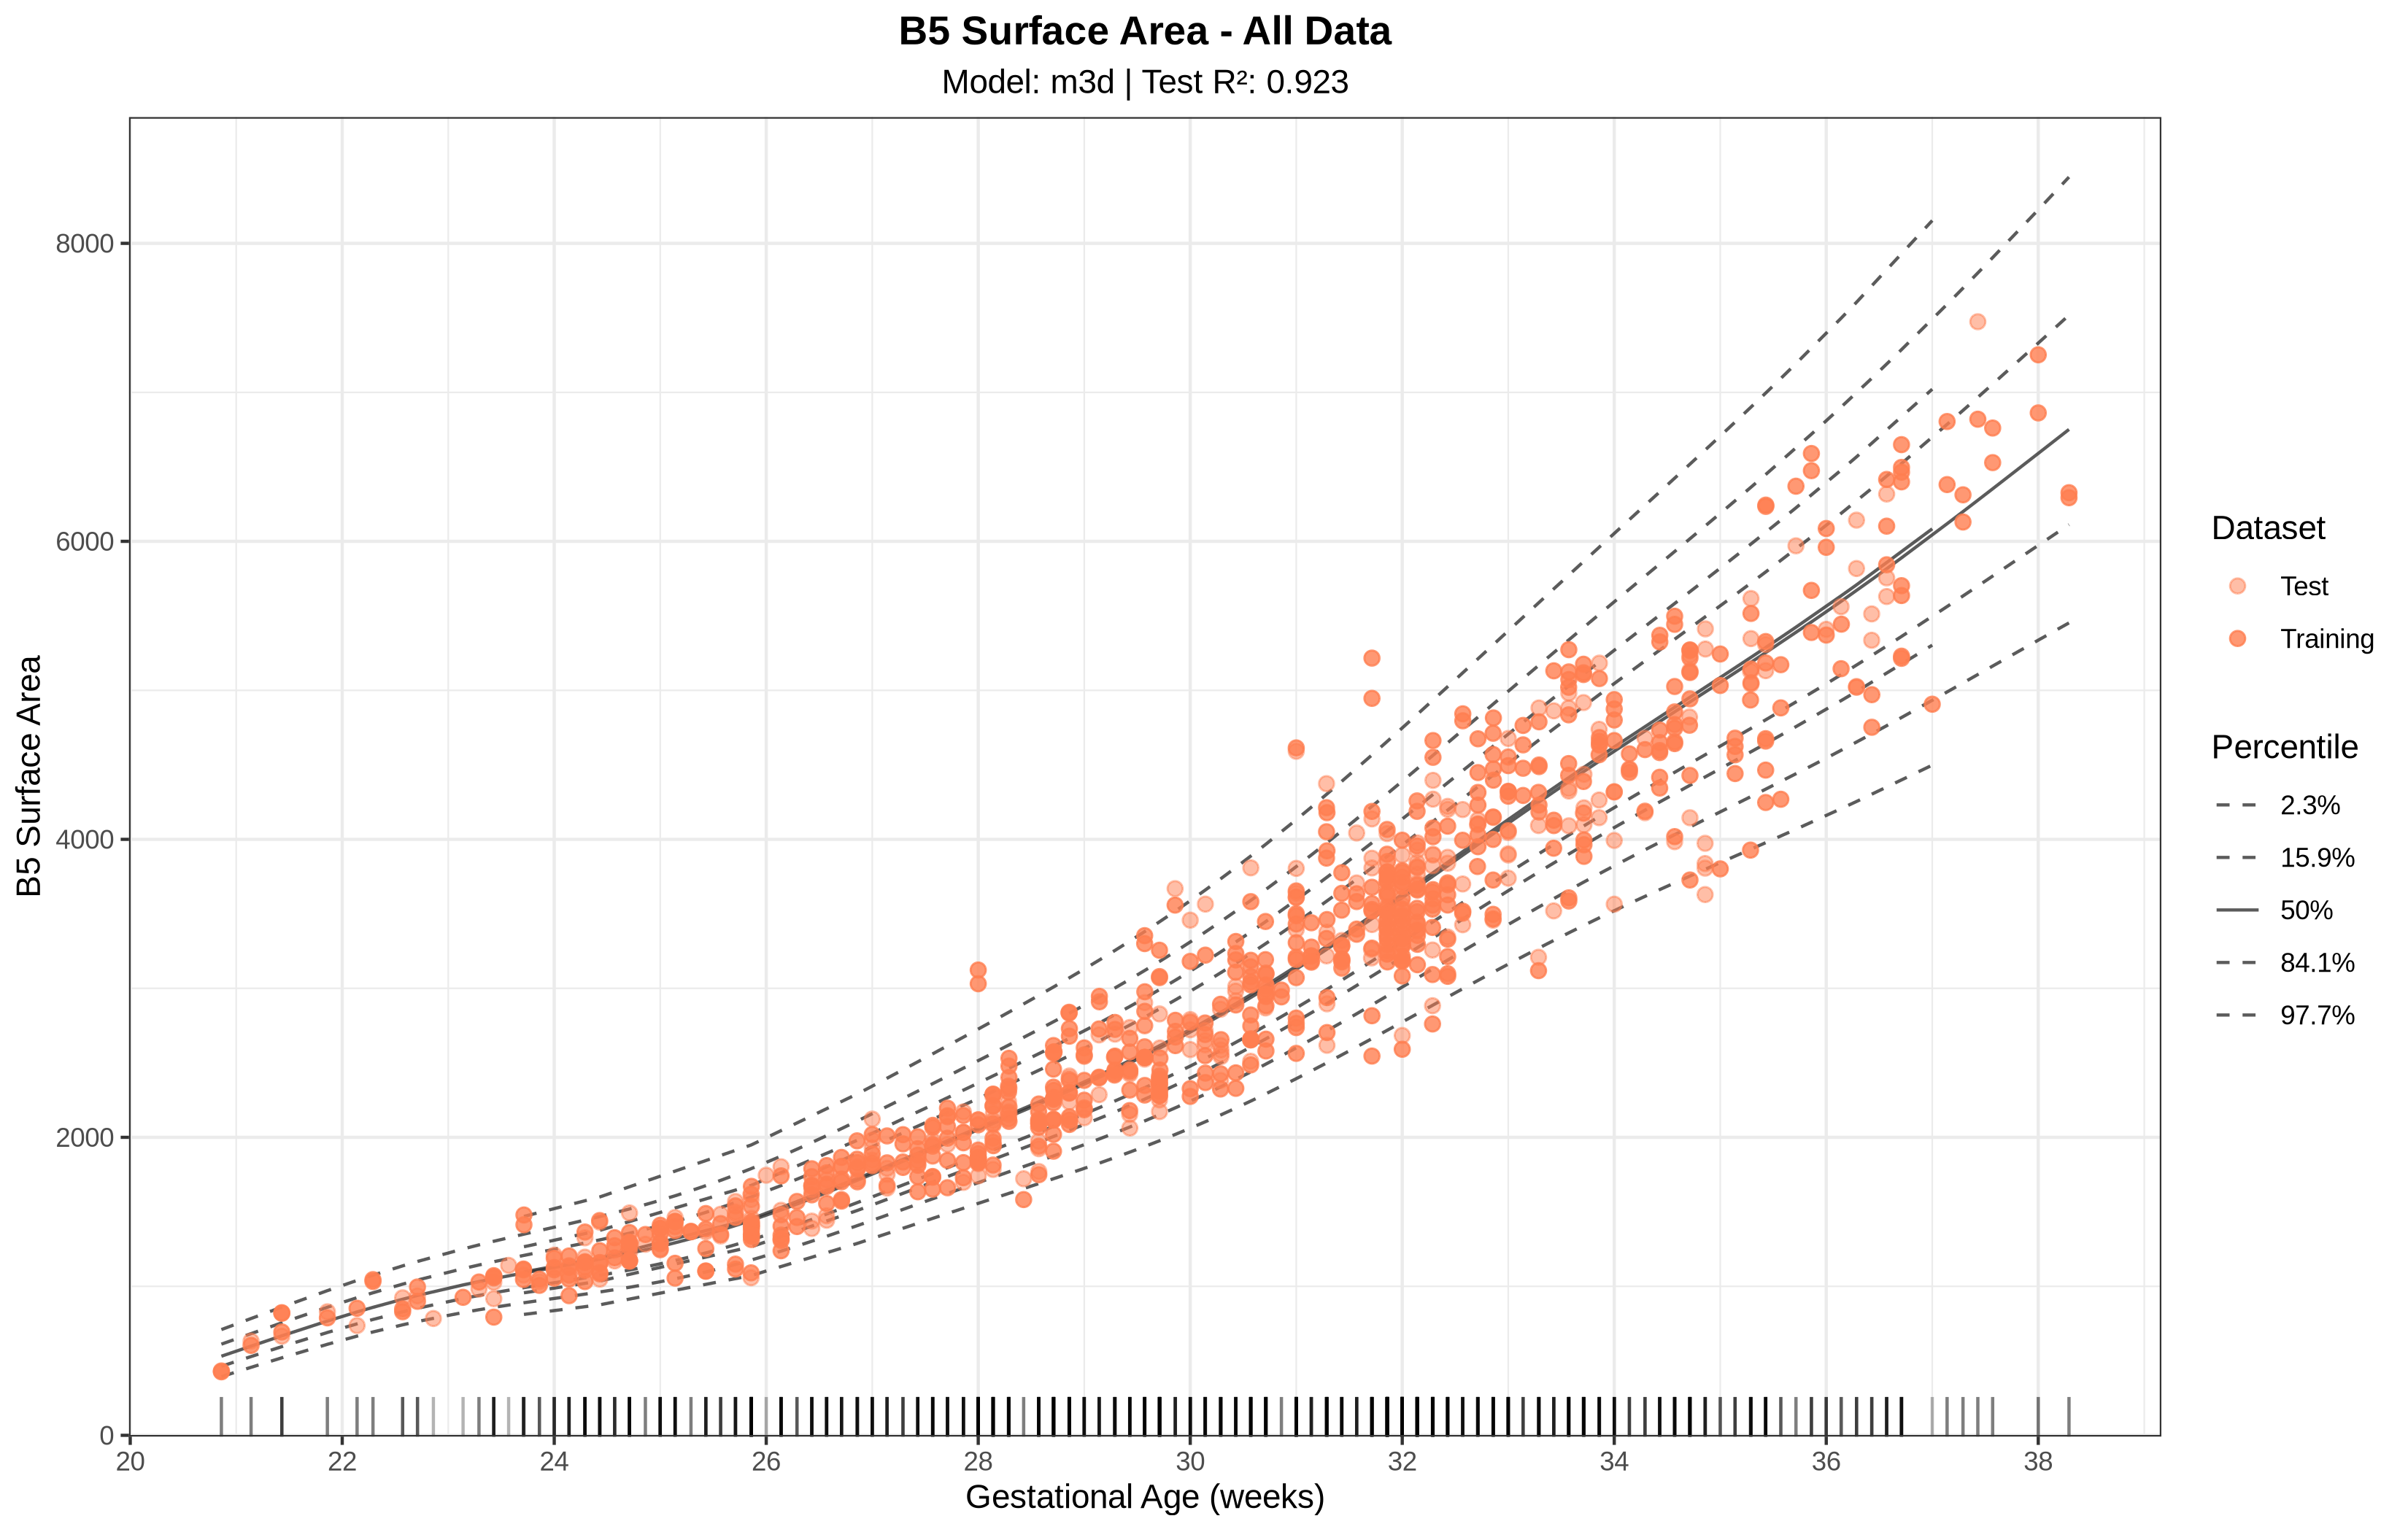 B5 Surface Area - All Data
Model: m3d | Test R²: 0.923
B5 Surface Area
8000
6000
4000
2000
0
20 22 24 26 28 30 32 34 36 38
Gestational Age (weeks)
Dataset
Test
Training
Percentile
2.3%
15.9%
50%
84.1%
97.7%